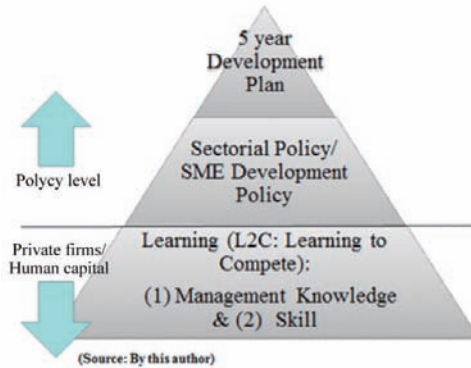 5 year
Development
Plan
Sectorial Policy/
SME Development
Policy
Polycy level
Private firms/
Human capital
Learning (L2C: Learning to
Compete):
(1) Management Knowledge
& (2) Skill
(Source: By this author)